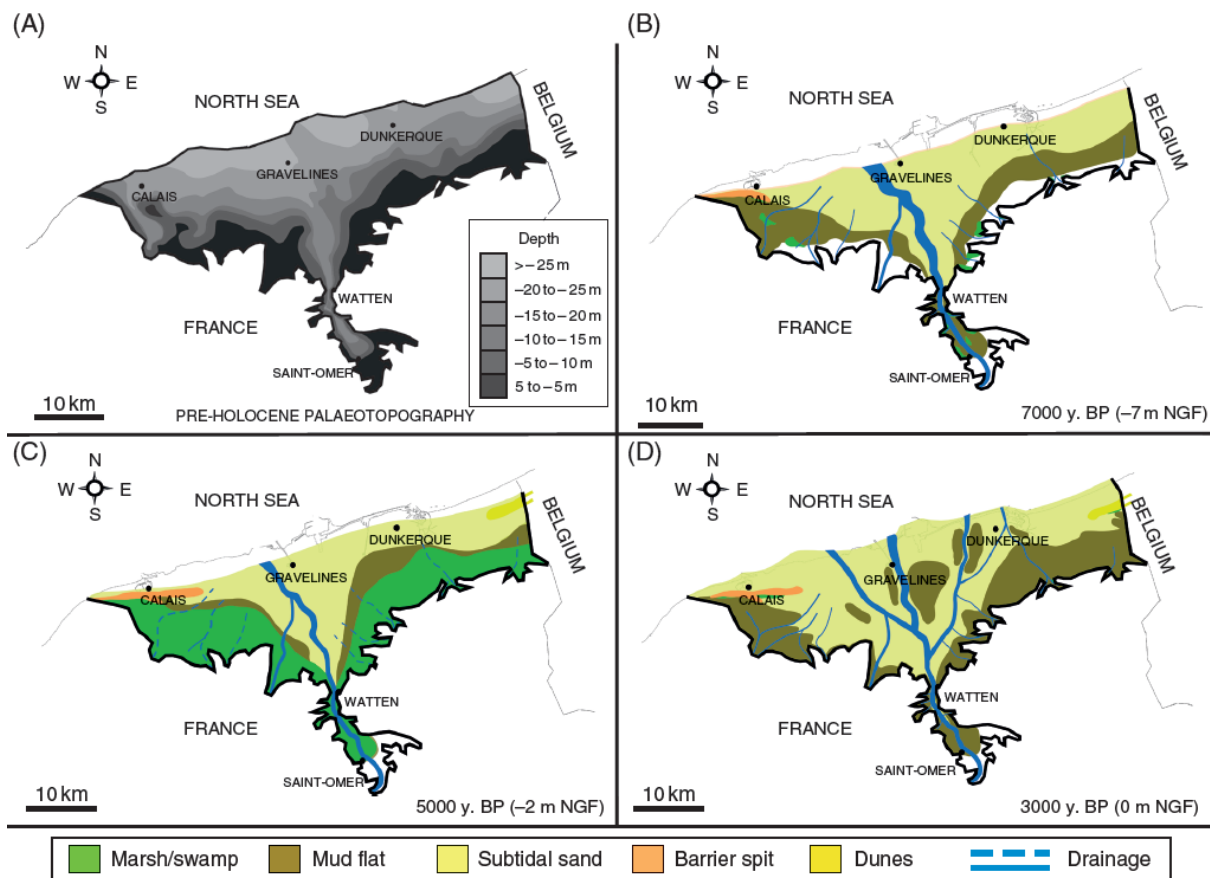 (A)
N
W E
S
NORTH SEA
BELGIUM
DUNKERQUE
GRAVELINES
CALAIS
Depth
>–25 m
–20 to –25 m
–15 to –20 m
–10 to –15 m
–5 to –10 m
5 to –5 m
WATTEN
FRANCE
SAINT-OMER
10 km
PRE-HOLOCENE PALAEOTOPOGRAPHY
(B)
N
W E
S
NORTH SEA
BELGIUM
DUNKERQUE
GRAVELINES
CALAIS
WATTEN
FRANCE
SAINT-OMER
10 km
7000 y. BP (–7 m NGF)
(C)
N
W E
S
NORTH SEA
BELGIUM
DUNKERQUE
GRAVELINES
CALAIS
WATTEN
FRANCE
SAINT-OMER
10 km
5000 y. BP (–2 m NGF)
(D)
N
W E
S
NORTH SEA
BELGIUM
DUNKERQUE
GRAVELINES
CALAIS
WATTEN
FRANCE
SAINT-OMER
10 km
3000 y. BP (0 m NGF)
Marsh/swamp Mud flat Subtidal sand Barrier spit Dunes Drainage